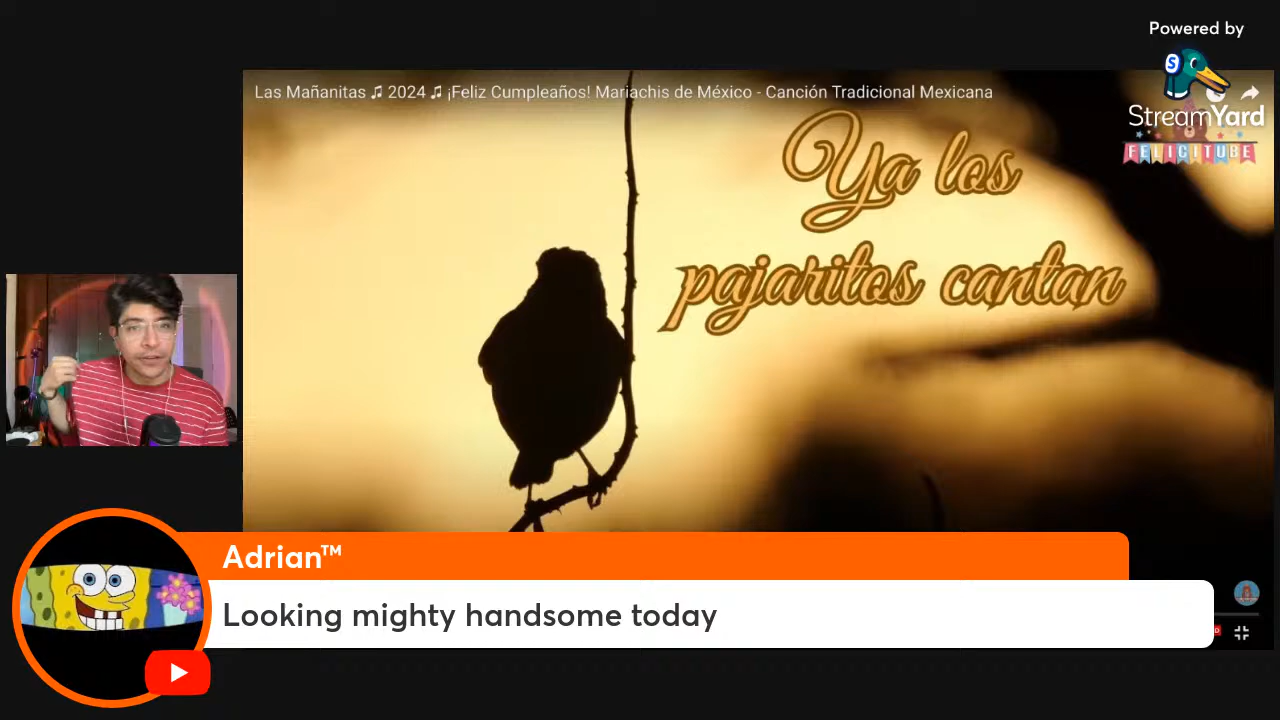 Powered by
StreamYard
Las Mañanitas ♫ 2024 ♫ ¡Feliz Cumpleaños! Mariachis de México - Canción Tradicional Mexicana
FELICITUBE
Ya los
pajaritos cantan
Adrian™
Looking mighty handsome today